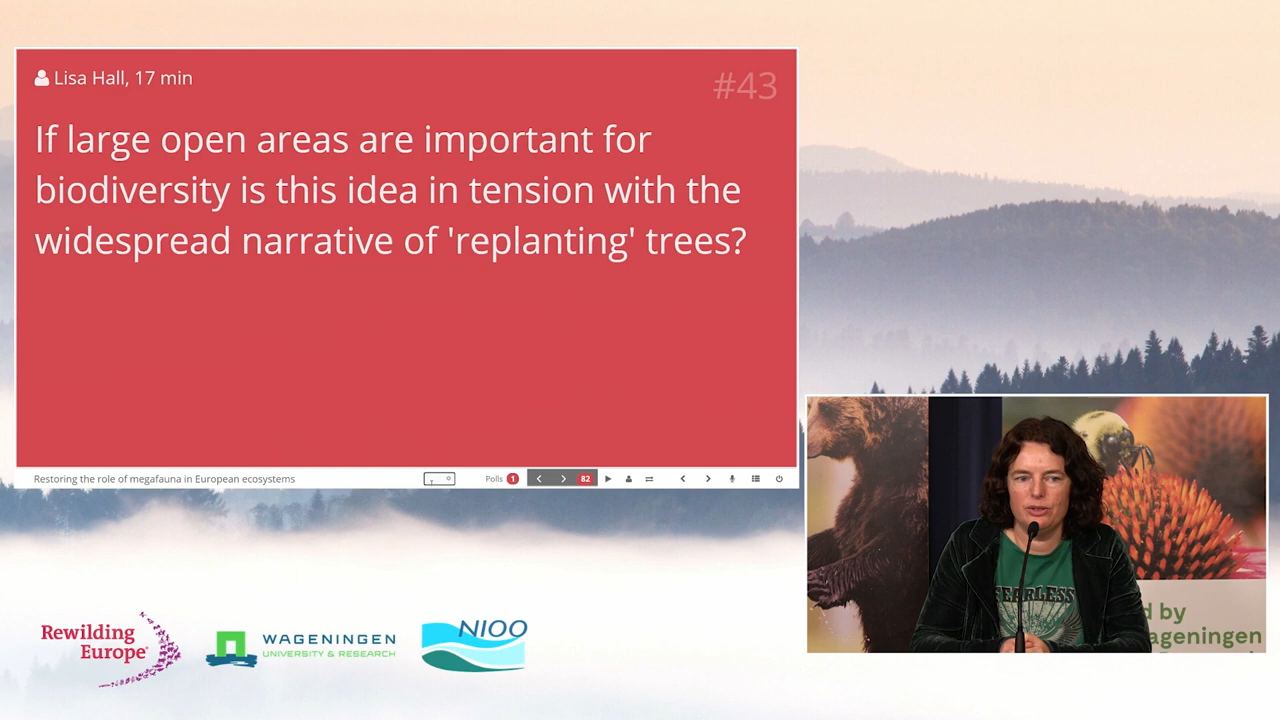 Lisa Hall, 17 min
#43
If large open areas are important for
biodiversity is this idea in tension with the
widespread narrative of 'replanting' trees?
Restoring the role of megafauna in European ecosystems
Polls 1
82
Rewilding
Europe
WAGENINGEN
UNIVERSITY & RESEARCH
NIOO
FEARLESS
d by
ageningen